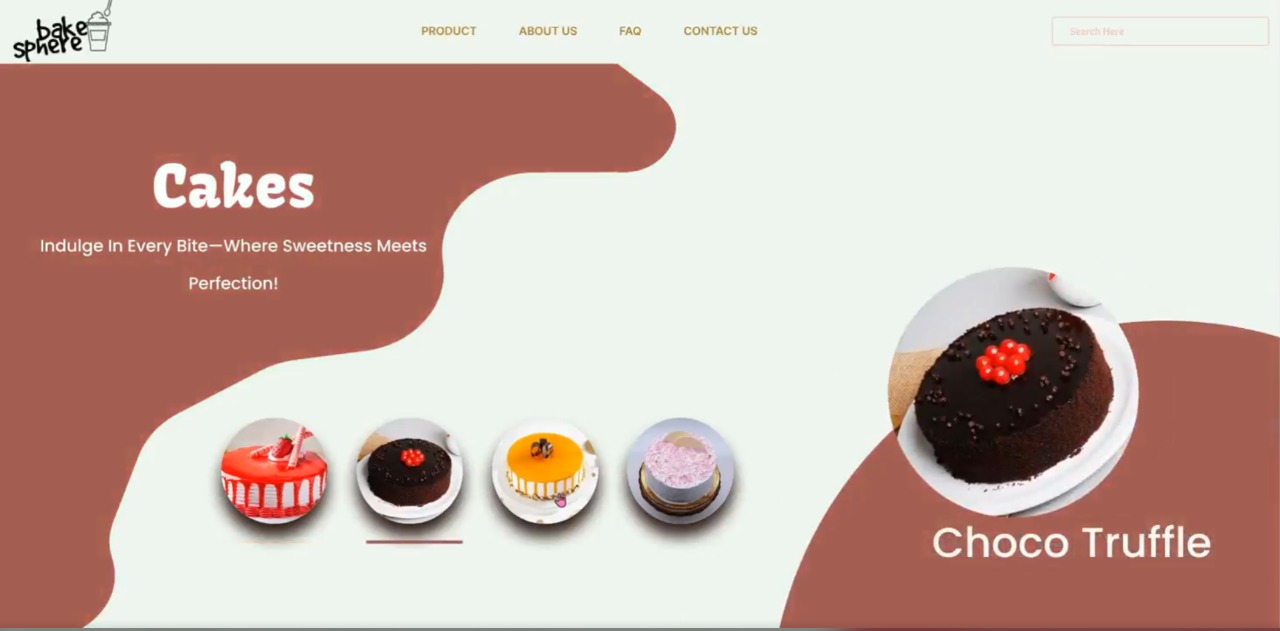 bake
sphere
PRODUCT ABOUT US FAQ CONTACT US
Search Here
Cakes
Indulge In Every Bite—Where Sweetness Meets
Perfection!
Choco Truffle